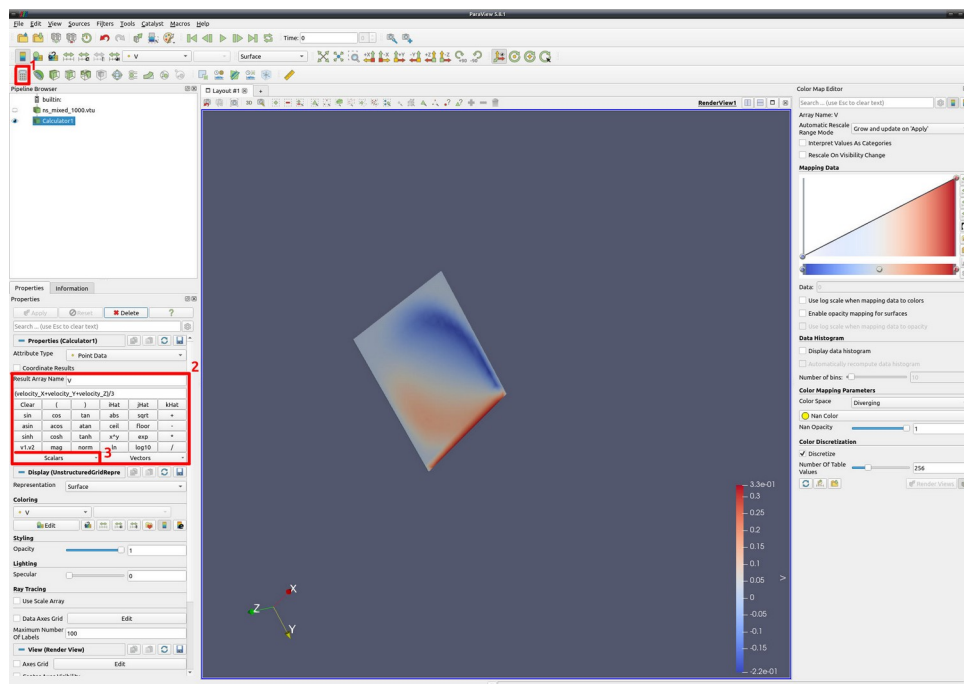 ParaView 5.6.1
File Edit View Sources Filters Tools Catalyst Macros Help
Time: 0
V
Surface
1
Pipeline Browser
builtin:
ns_mixed_1000.vtu
Calculator1
Layout #1
RenderView1
Color Map Editor
Search ... (use Esc to clear text)
Array Name: V
Automatic Rescale Range Mode
Grow and update on 'Apply'
Interpret Values As Categories
Rescale On Visibility Change
Mapping Data
Data: 0
Use log scale when mapping data to colors
Enable opacity mapping for surfaces
Use log scale when mapping data to opacity
Data Histogram
Display data histogram
Automatically recompute data histogram
Number of bins: 10
Color Mapping Parameters
Color Space
Diverging
Nan Color
Nan Opacity
1
Color Discretization
Discretize
Number Of Table Values
256
Render Views
Properties Information
Properties
Apply Reset Delete ?
Search ... (use Esc to clear text)
Properties (Calculator1)
Attribute Type
Point Data
Coordinate Results
2
Result Array Name V
(velocity_X+velocity_Y+velocity_Z)/3
Clear ( ) iHat jHat kHat
sin cos tan abs sqrt +
asin acos atan ceil floor -
sinh cosh tanh x^y exp *
v1.v2 mag norm ln log10 /
Scalars Vectors
3
Display (UnstructuredGridRepre
Representation Surface
Coloring
V
Edit
Styling
Opacity 1
Lighting
Specular 0
Ray Tracing
Use Scale Array
Data Axes Grid Edit
Maximum Number Of Labels 100
View (Render View)
Axes Grid Edit
X
Z
Y
3.3e-01
0.3
0.25
0.2
0.15
0.1
0.05
0
-0.05
-0.1
-0.15
-2.2e-01
V